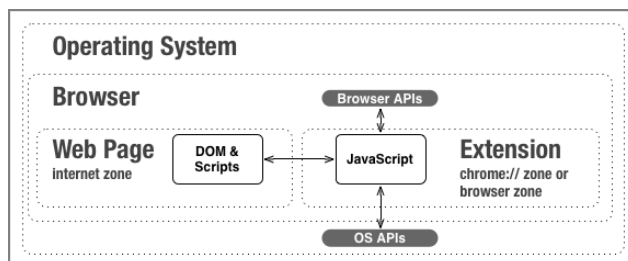 Operating System
Browser
Browser APIs
Web Page
internet zone
DOM &
Scripts
JavaScript
Extension
chrome:// zone or
browser zone
OS APIs